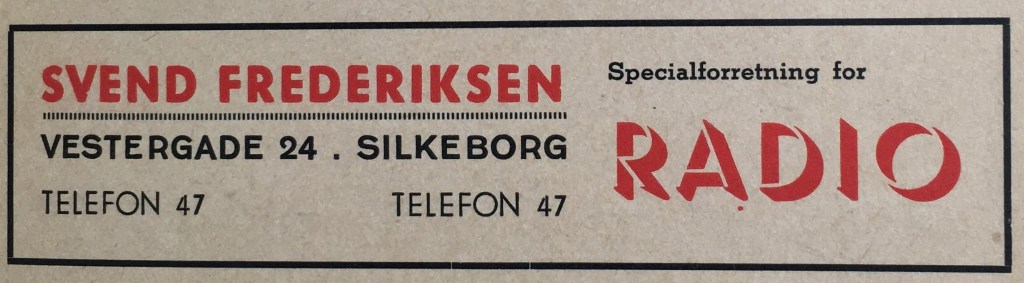 SVEND FREDERIKSEN
VESTERGADE 24 . SILKEBORG
TELEFON 47 TELEFON 47
Specialforretning for
RADIO